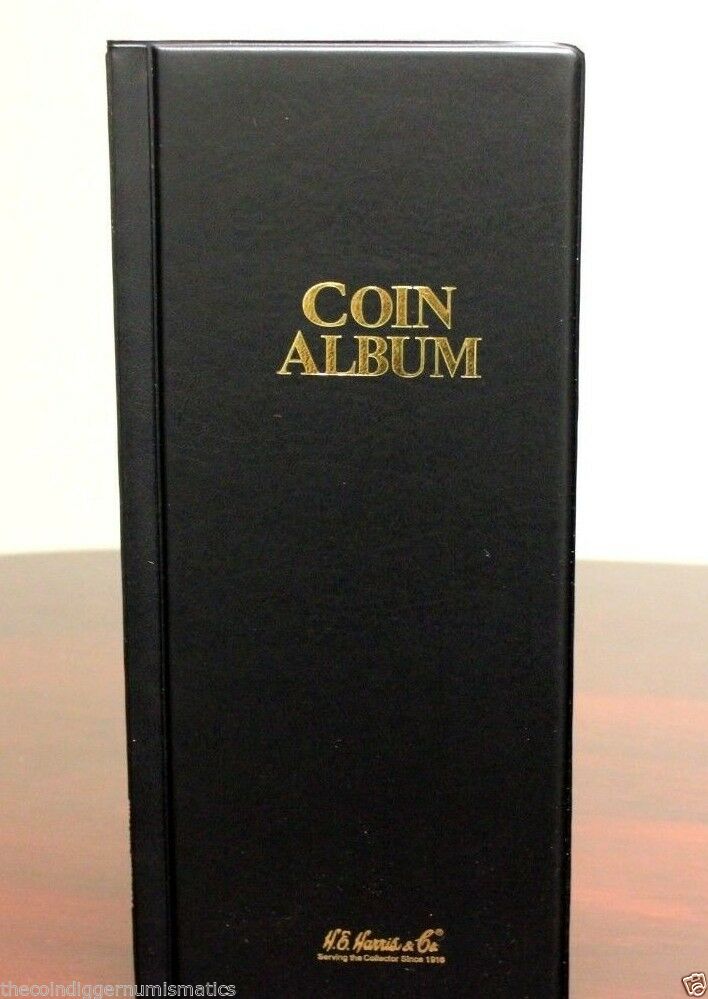 COIN
ALBUM
H.E. Harris & Co.®
Serving the Collector Since 1916
thecoindiggernumismatics